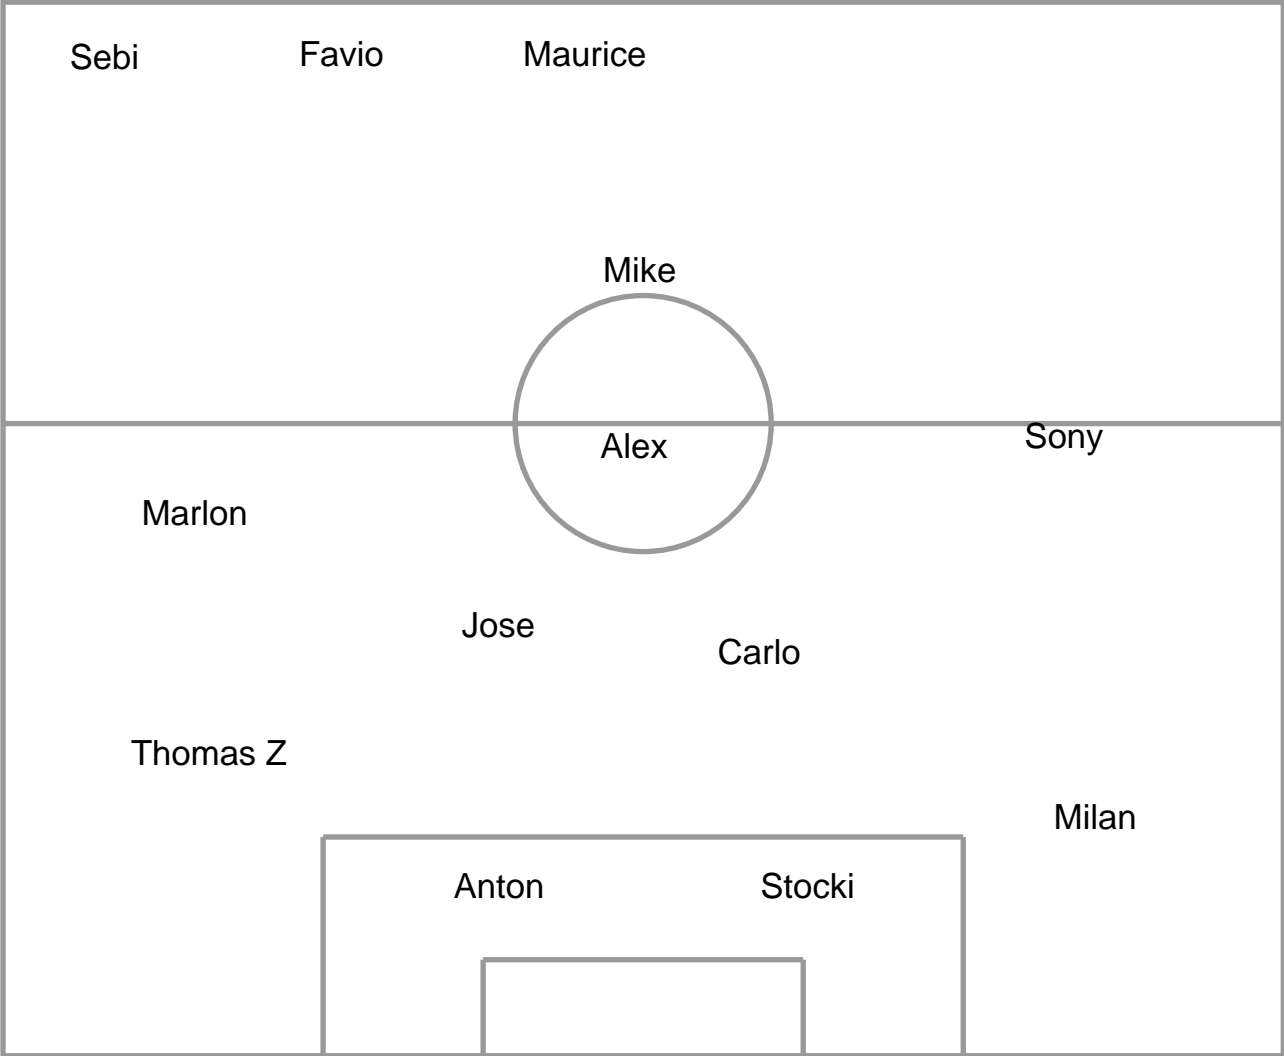 Sebi
Favio
Maurice
Mike
Alex
Sony
Marlon
Jose
Carlo
Thomas Z
Milan
Anton
Stocki